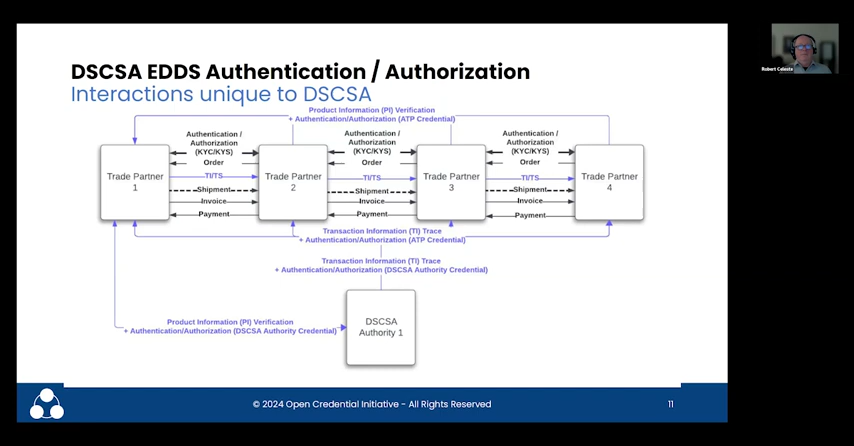 DSCSA EDDS Authentication / Authorization
Interactions unique to DSCSA
Product Information (PI) Verification
+ Authentication/Authorization (ATP Credential)
Authentication /
Authorization
(KYC/KYS)
Order
TI/TS
Shipment
Invoice
Payment
Authentication /
Authorization
(KYC/KYS)
Order
TI/TS
Shipment
Invoice
Payment
Authentication /
Authorization
(KYC/KYS)
Order
TI/TS
Shipment
Invoice
Payment
Trade Partner
1
Trade Partner
2
Trade Partner
3
Trade Partner
4
Transaction Information (TI) Trace
+ Authentication/Authorization (ATP Credential)
Transaction Information (TI) Trace
+ Authentication/Authorization (DSCSA Authority Credential)
Product Information (PI) Verification
+ Authentication/Authorization (DSCSA Authority Credential)
DSCSA
Authority 1
© 2024 Open Credential Initiative - All Rights Reserved
11
Robert Celeste